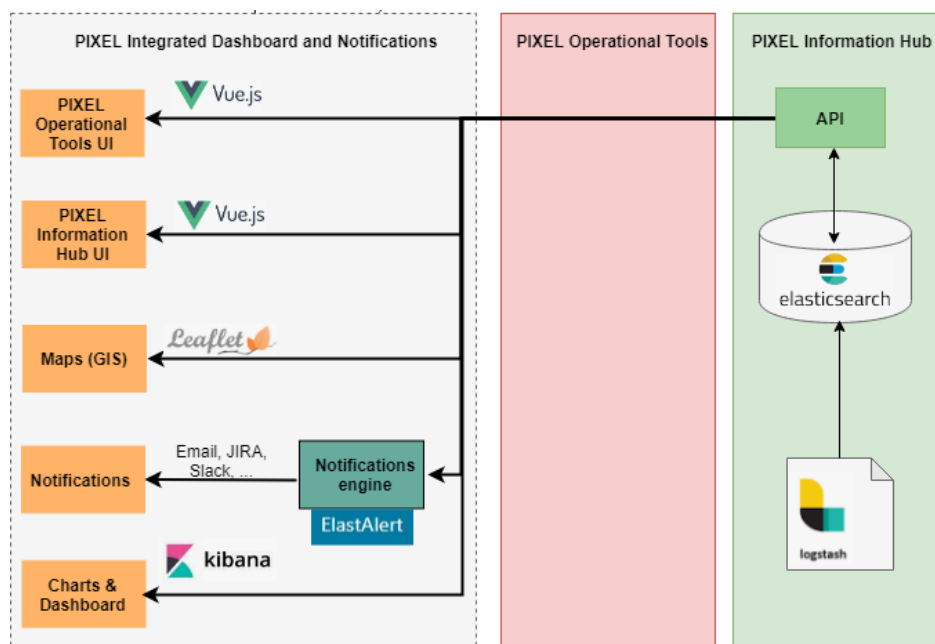 PIXEL Integrated Dashboard and Notifications
PIXEL Operational Tools
PIXEL Information Hub
PIXEL
Operational
Tools UI
Vue.js
API
PIXEL
Information
Hub UI
Vue.js
elasticsearch
Maps (GIS)
Leaflet
Notifications
Email, JIRA,
Slack, ...
Notifications
engine
ElastAlert
logstash
Charts &
Dashboard
kibana